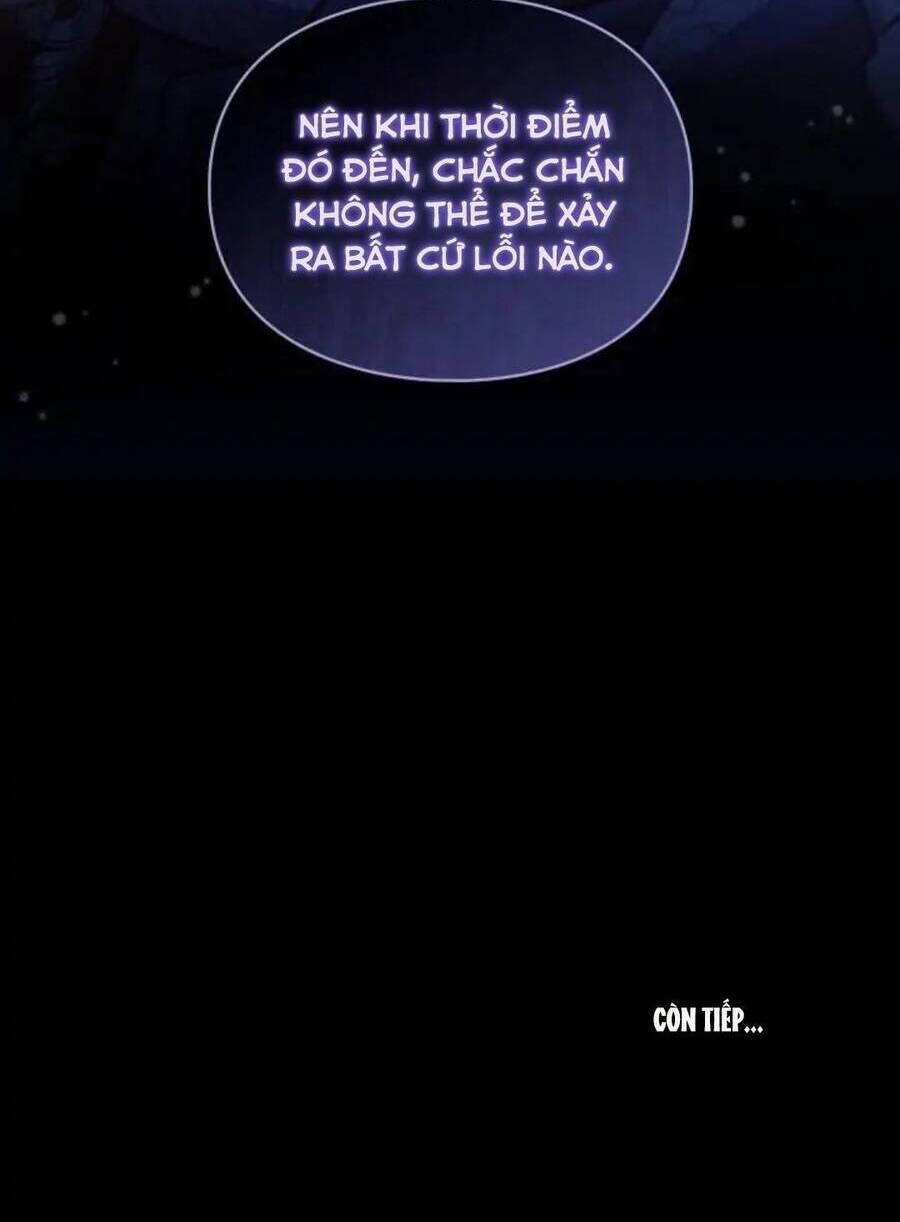 NÊN KHI THỜI ĐIỂM
ĐÓ ĐẾN, CHẮC CHẮN
KHÔNG THỂ ĐỂ XẢY
RA BẤT CỨ LỖI NÀO.
CÒN TIẾP...